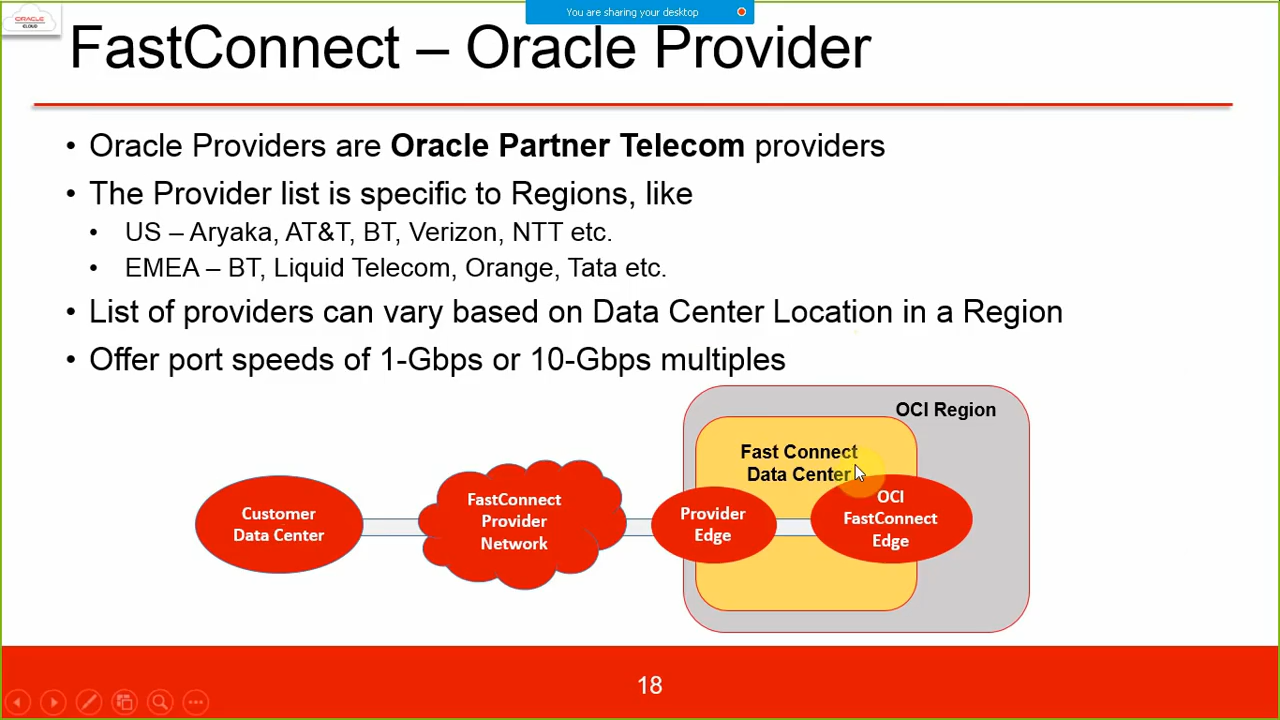 ORACLE
CLOUD
You are sharing your desktop
FastConnect – Oracle Provider
• Oracle Providers are Oracle Partner Telecom providers
• The Provider list is specific to Regions, like
• US – Aryaka, AT&T, BT, Verizon, NTT etc.
• EMEA – BT, Liquid Telecom, Orange, Tata etc.
• List of providers can vary based on Data Center Location in a Region
• Offer port speeds of 1-Gbps or 10-Gbps multiples
OCI Region
Fast Connect
Data Center
Customer
Data Center
FastConnect
Provider
Network
Provider
Edge
OCI
FastConnect
Edge
18